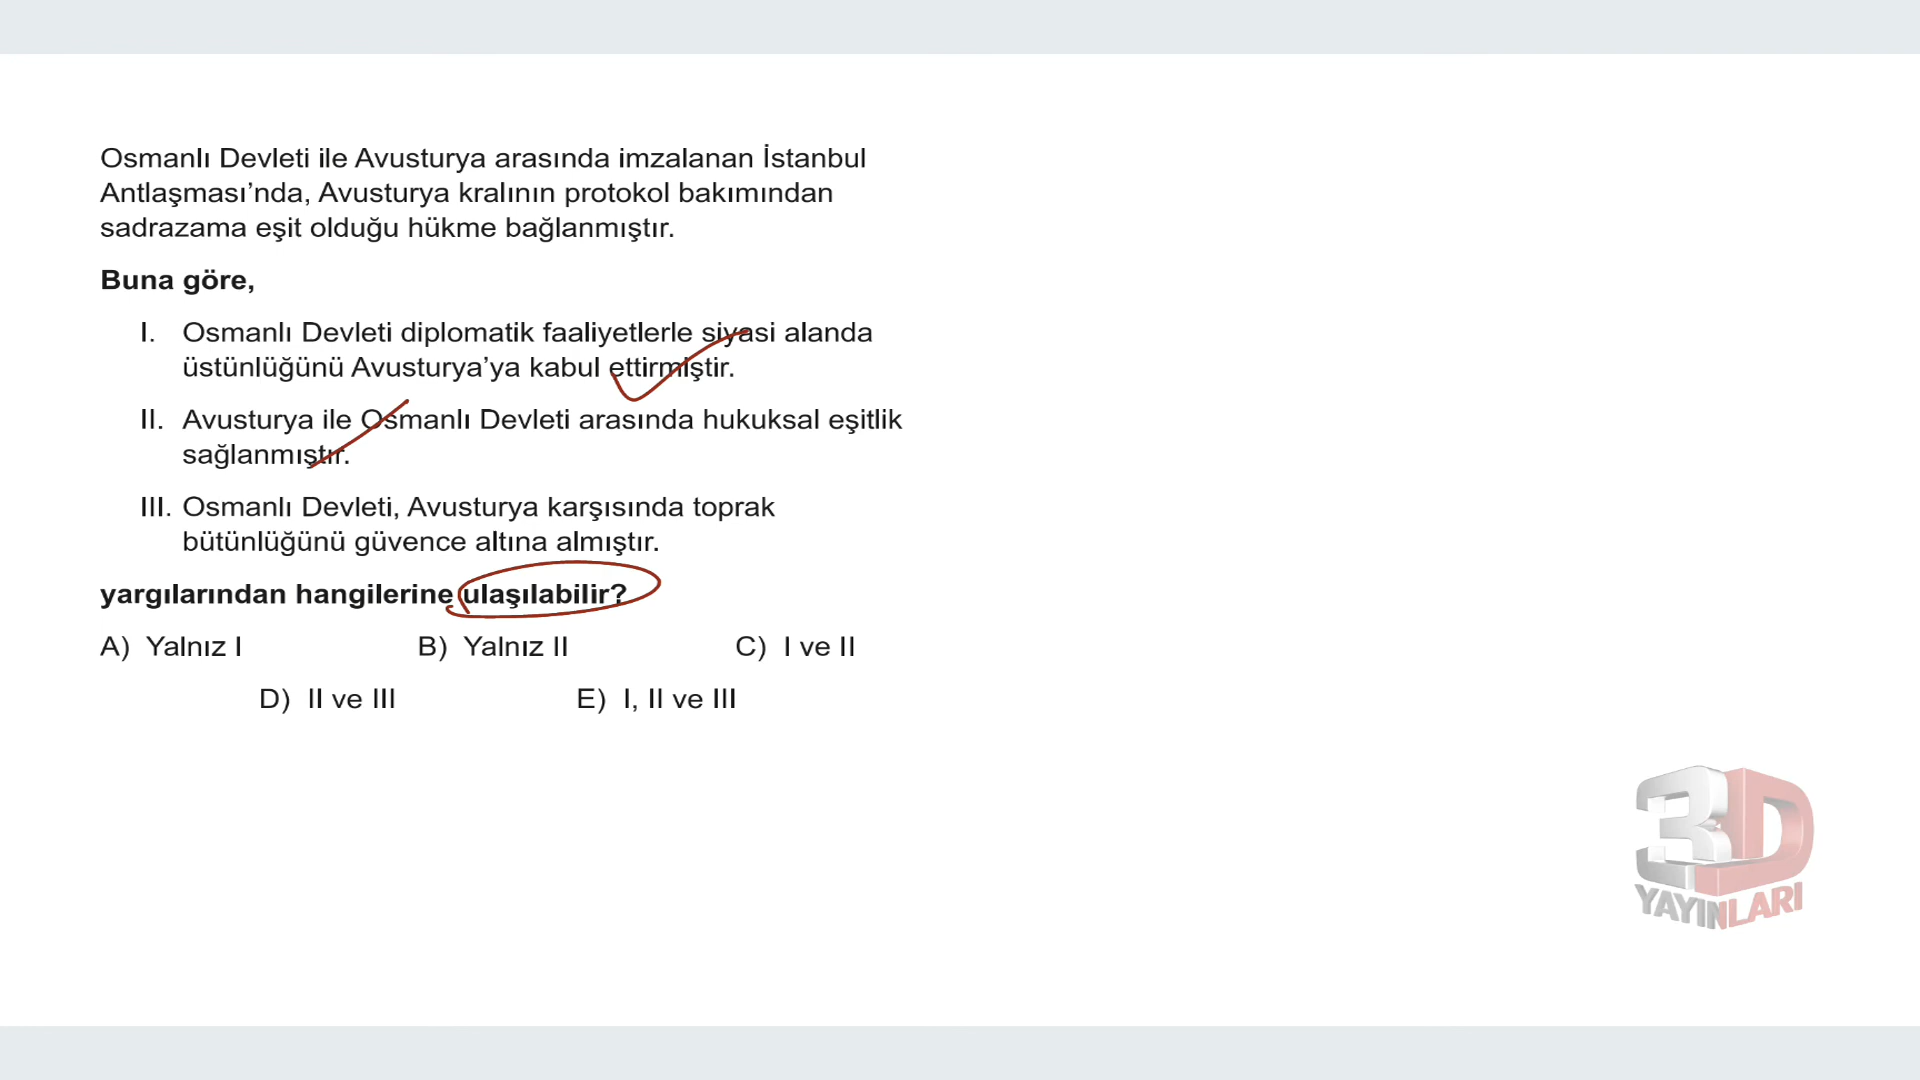 Osmanlı Devleti ile Avusturya arasında imzalanan İstanbul
Antlaşması’nda, Avusturya kralının protokol bakımından
sadrazama eşit olduğu hükme bağlanmıştır.
Buna göre,
I. Osmanlı Devleti diplomatik faaliyetlerle siyasi alanda
üstünlüğünü Avusturya’ya kabul ettirmiştir.
II. Avusturya ile Osmanlı Devleti arasında hukuksal eşitlik
sağlanmıştır.
III. Osmanlı Devleti, Avusturya karşısında toprak
bütünlüğünü güvence altına almıştır.
yargılarından hangilerine ulaşılabilir?
A) Yalnız I B) Yalnız II C) I ve II
D) II ve III E) I, II ve III
3D
YAYINLARI